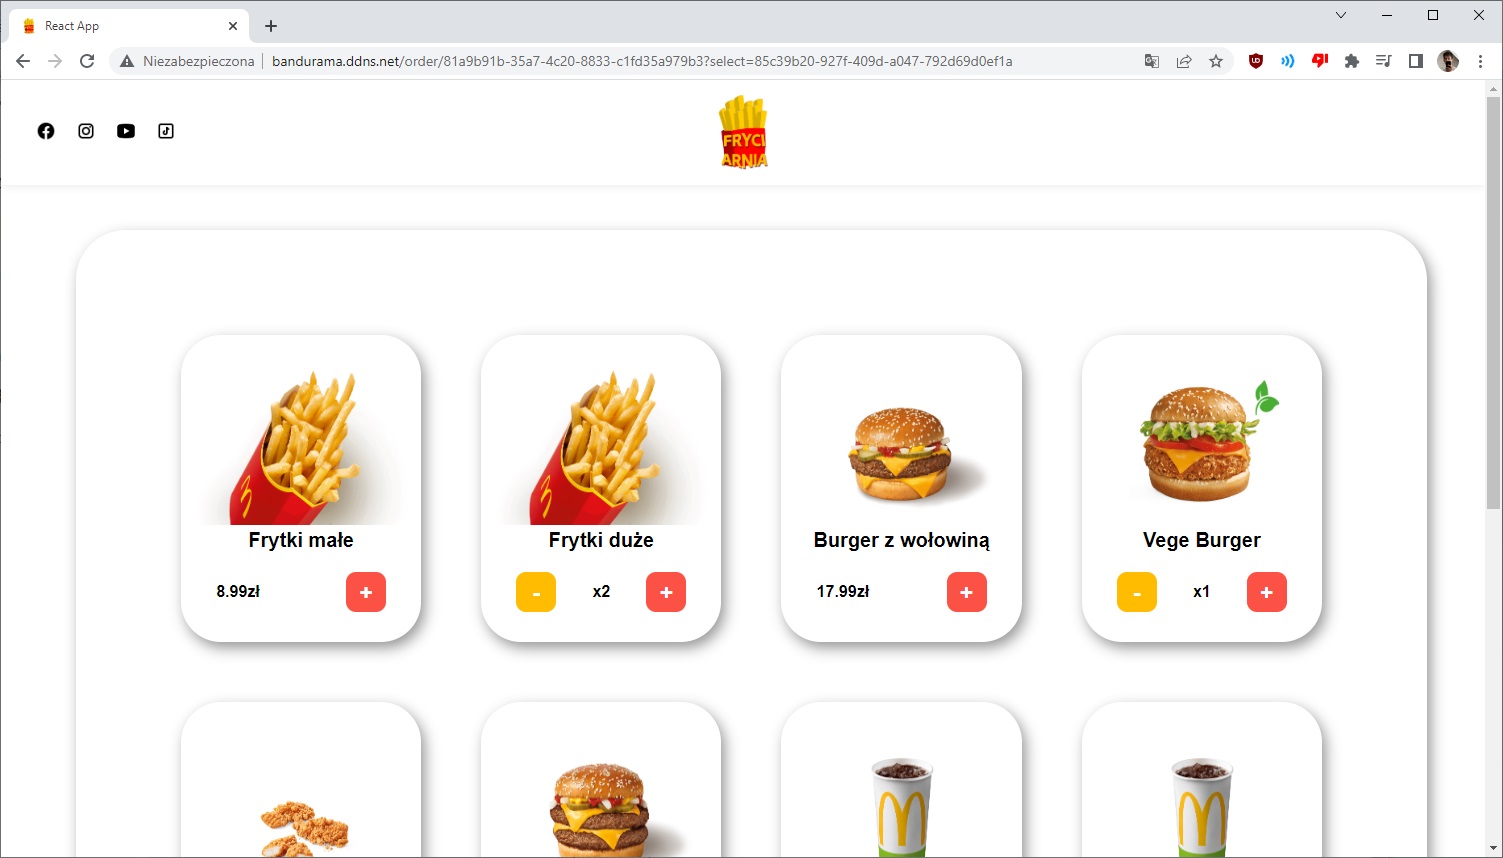 React App
Niezabezpieczona | bandurama.ddns.net/order/81a9b91b-35a7-4c20-8833-c1fd35a979b3?select=85c39b20-927f-409d-a047-792d69d0ef1a
FRYCI
ARNIA
Frytki małe
Frytki duże
Burger z wołowiną
Vege Burger
8.99zł
+
-
x2
+
17.99zł
+
-
x1
+